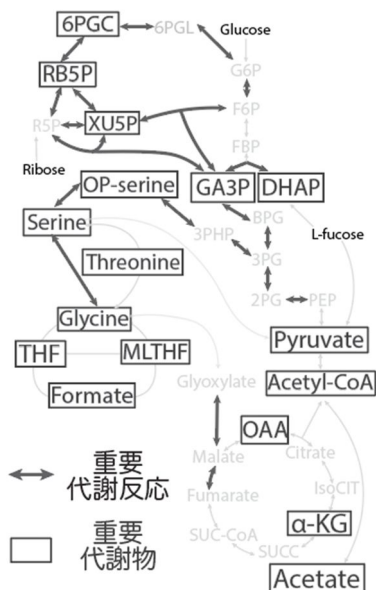 6PGC
6PGL
Glucose
G6P
RB5P
R5P
XU5P
F6P
FBP
Ribose
OP-serine
GA3P
DHAP
Serine
BPG
3PHP
3PG
L-fucose
Threonine
2PG
PEP
Glycine
Pyruvate
THF
MLTHF
Glyoxylate
Acetyl-CoA
Formate
OAA
Malate
Citrate
Fumarate
IsoCIT
SUC-CoA
α-KG
SUCC
Acetate
重要
代謝反応
重要
代謝物